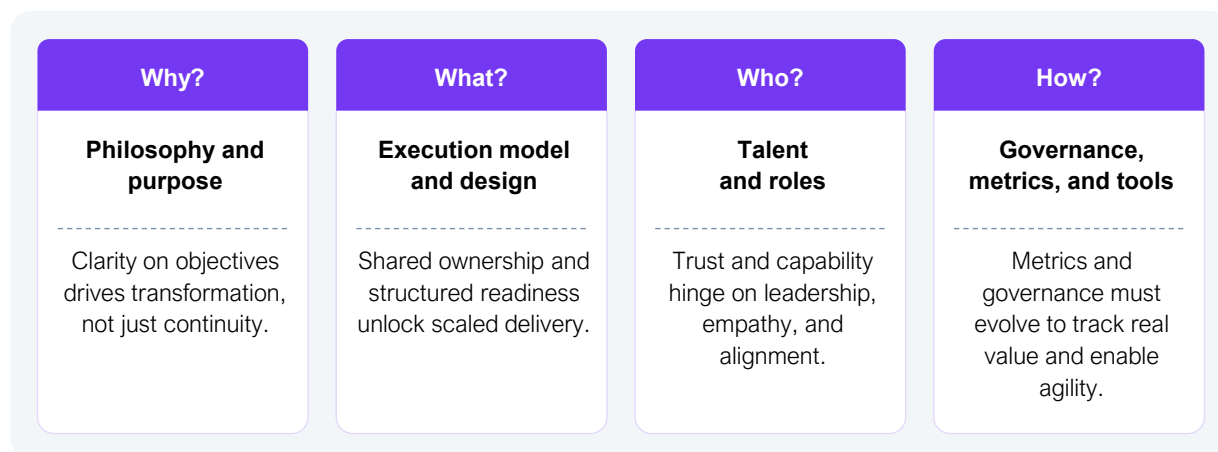 Why?
Philosophy and
purpose
Clarity on objectives
drives transformation,
not just continuity.
What?
Execution model
and design
Shared ownership and
structured readiness
unlock scaled delivery.
Who?
Talent
and roles
Trust and capability
hinge on leadership,
empathy, and
alignment.
How?
Governance,
metrics, and tools
Metrics and
governance must
evolve to track real
value and enable
agility.